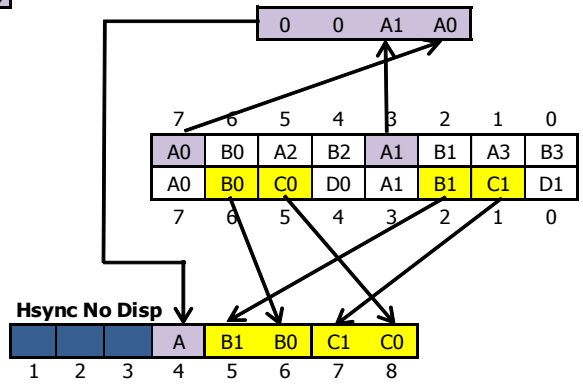 0 0 A1 A0
7 6 5 4 3 2 1 0
A0 B0 A2 B2 A1 B1 A3 B3
A0 B0 C0 D0 A1 B1 C1 D1
7 6 5 4 3 2 1 0
Hsync No Disp
A B1 B0 C1 C0
1 2 3 4 5 6 7 8